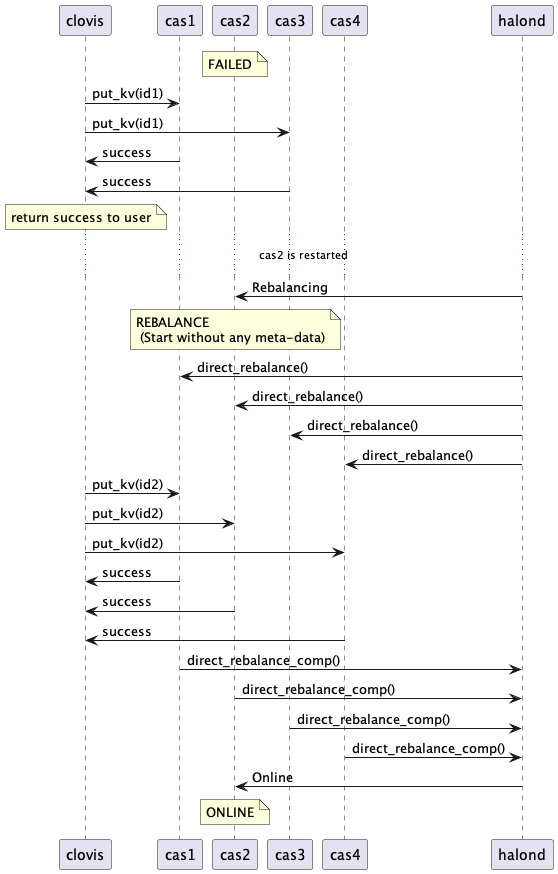 clovis cas1 cas2 cas3 cas4 halond
FAILED
put_kv(id1)
put_kv(id1)
success
success
return success to user
cas2 is restarted
Rebalancing
REBALANCE
(Start without any meta-data)
direct_rebalance()
direct_rebalance()
direct_rebalance()
direct_rebalance()
put_kv(id2)
put_kv(id2)
put_kv(id2)
success
success
success
direct_rebalance_comp()
direct_rebalance_comp()
direct_rebalance_comp()
direct_rebalance_comp()
Online
ONLINE
clovis cas1 cas2 cas3 cas4 halond